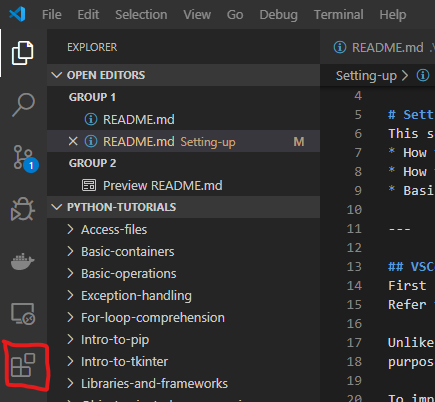 File Edit Selection View Go Debug Terminal Help
EXPLORER
OPEN EDITORS
GROUP 1
README.md
README.md Setting-up M
GROUP 2
Preview README.md
PYTHON-TUTORIALS
Access-files
Basic-containers
Basic-operations
Exception-handling
For-loop-comprehension
Intro-to-pip
Intro-to-tkinter
Libraries-and-frameworks
1
README.md
Setting-up
4
5 # Sett
6 This s
7 * How
8 * How
9 * Basi
10
11 ---
12
13 ## VSC
14 First
15 Refer
16
17 Unlike
18 purpos
19
20 To imp